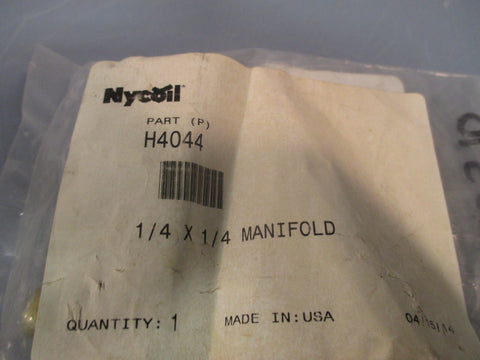 Nycoil
PART (P)
H4044
1/4 X 1/4 MANIFOLD
QUANTITY: 1 MADE IN: USA